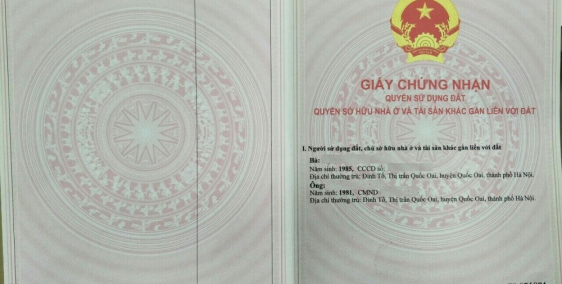 GIẤY CHỨNG NHẬN
QUYỀN SỬ DỤNG ĐẤT
QUYỀN SỞ HỮU NHÀ Ở VÀ TÀI SẢN KHÁC GẮN LIỀN VỚI ĐẤT
I. Người sử dụng đất, chủ sở hữu nhà ở và tài sản khác gắn liền với đất
Bà:
Năm sinh: 1985, CCCD số:
Địa chỉ thường trú: Đình Tổ, Thị trấn Quốc Oai, huyện Quốc Oai, thành phố Hà Nội.
Ông:
Năm sinh: 1981, CMND
Địa chỉ thường trú: Đình Tổ, Thị trấn Quốc Oai, huyện Quốc Oai, thành phố Hà Nội.